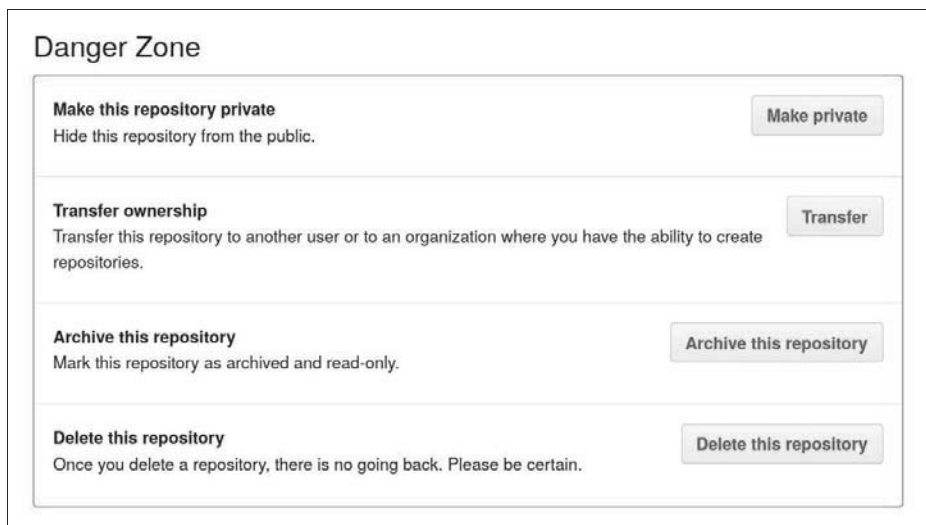 Danger Zone
Make this repository private
Make private
Hide this repository from the public.
Transfer ownership
Transfer
Transfer this repository to another user or to an organization where you have the ability to create
repositories.
Archive this repository
Archive this repository
Mark this repository as archived and read-only.
Delete this repository
Delete this repository
Once you delete a repository, there is no going back. Please be certain.